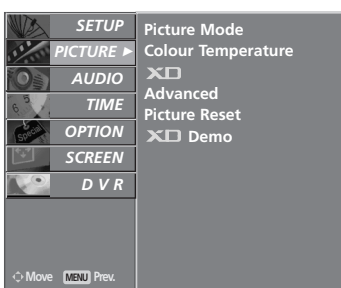 SETUP
PICTURE ►
AUDIO
TIME
OPTION
SCREEN
D V R
Picture Mode
Colour Temperature
XD
Advanced
Picture Reset
XD Demo
Move MENU Prev.